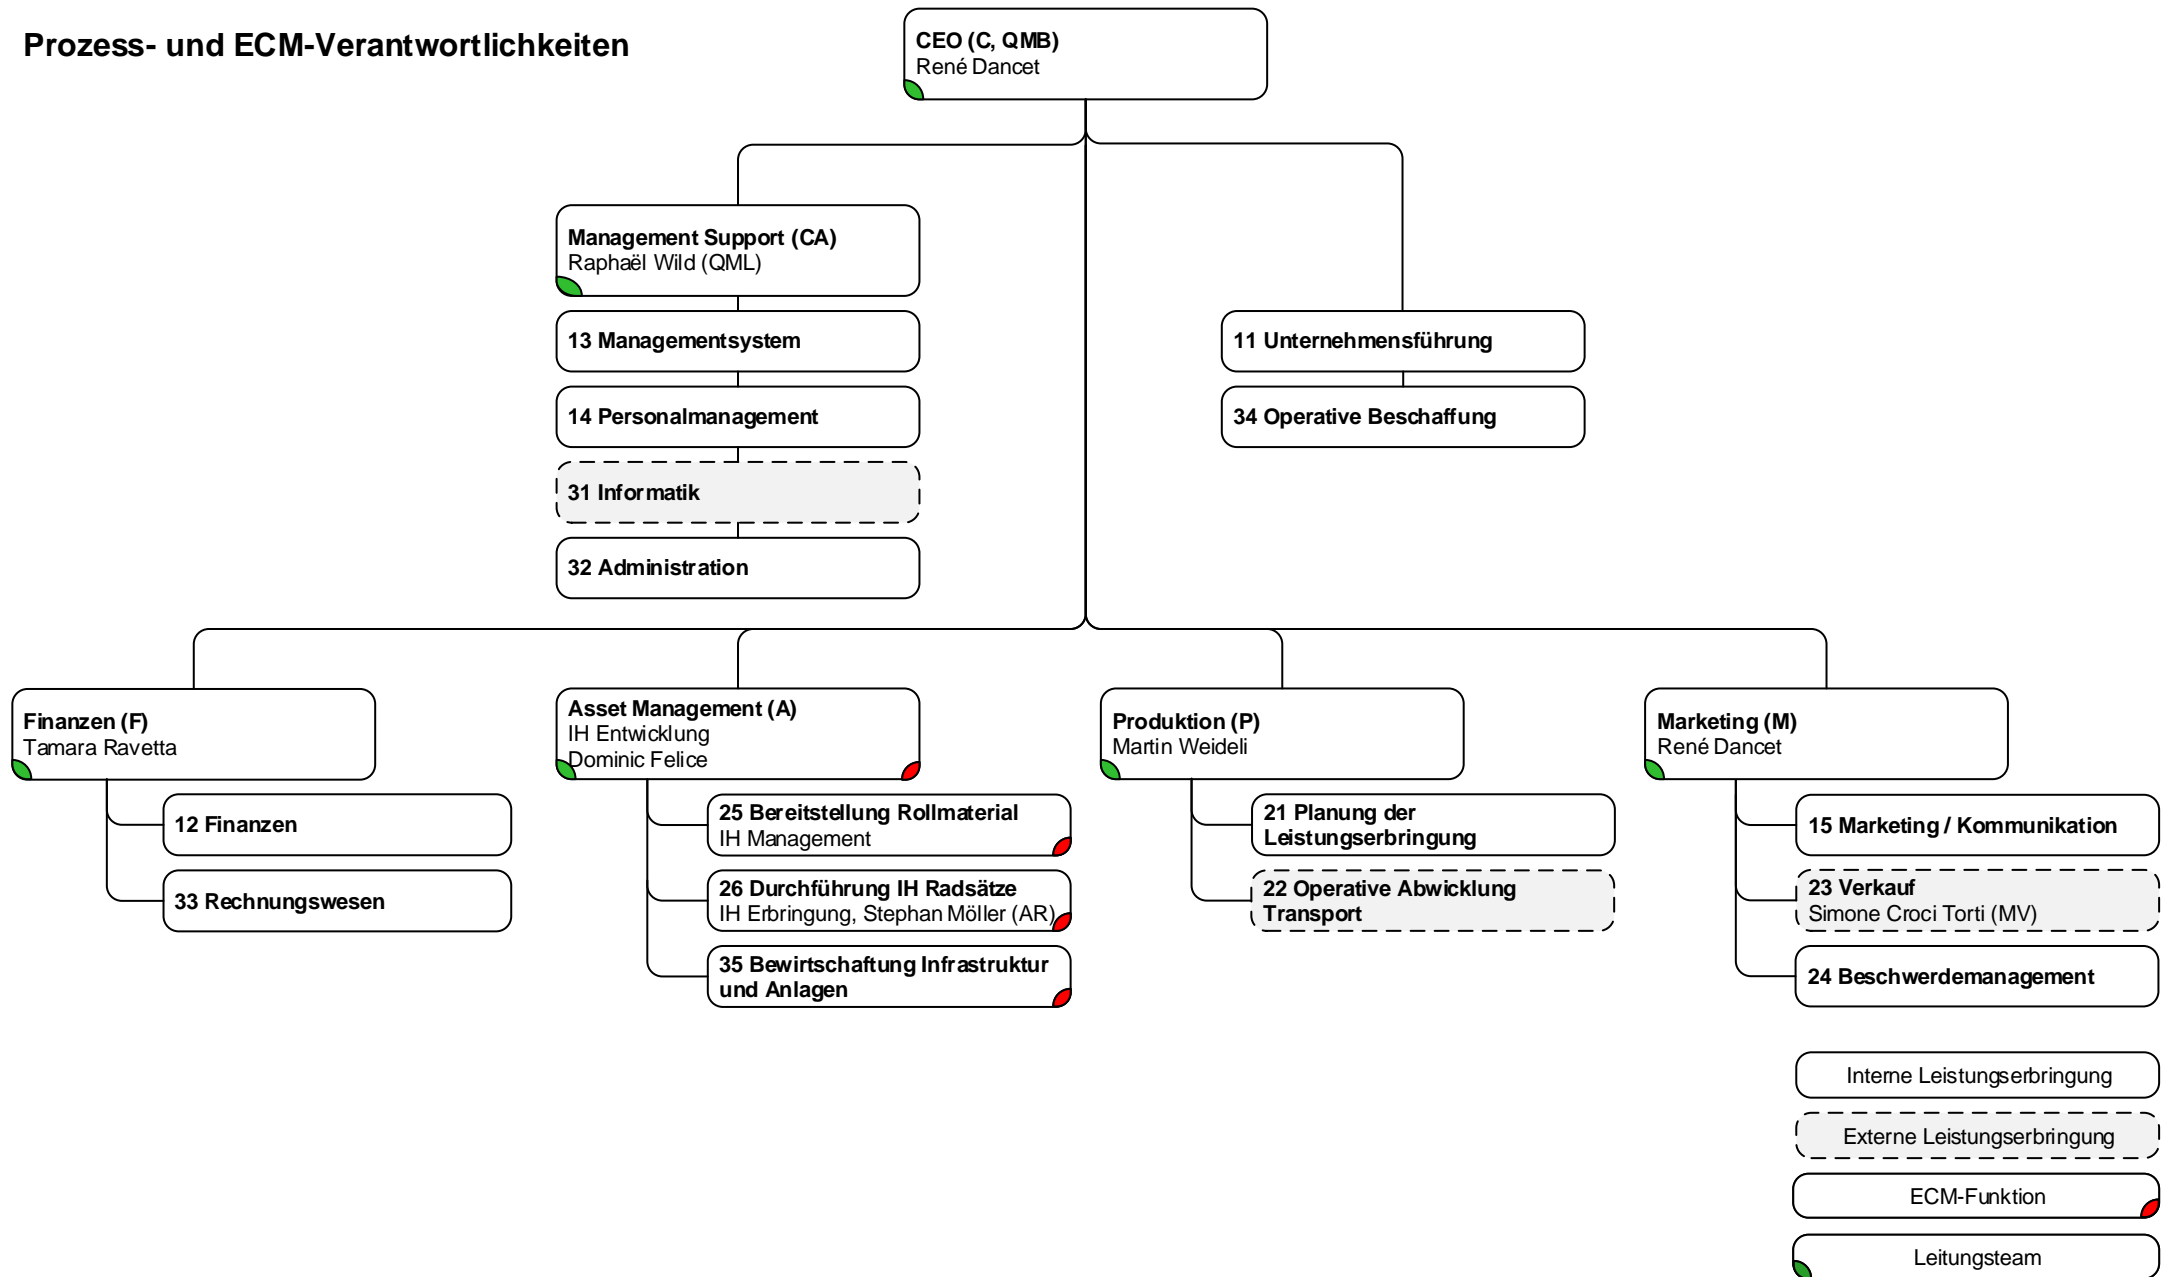 Prozess- und ECM-Verantwortlichkeiten
CEO (C, QMB)
René Dancet
Management Support (CA)
Raphaël Wild (QML)
13 Managementsystem
14 Personalmanagement
31 Informatik
32 Administration
11 Unternehmensführung
34 Operative Beschaffung
Finanzen (F)
Tamara Ravetta
12 Finanzen
33 Rechnungswesen
Asset Management (A)
IH Entwicklung
Dominic Felice
25 Bereitstellung Rollmaterial
IH Management
26 Durchführung IH Radsätze
IH Erbringung, Stephan Möller (AR)
35 Bewirtschaftung Infrastruktur
und Anlagen
Produktion (P)
Martin Weideli
21 Planung der
Leistungserbringung
22 Operative Abwicklung
Transport
Marketing (M)
René Dancet
15 Marketing / Kommunikation
23 Verkauf
Simone Croci Torti (MV)
24 Beschwerdemanagement
Interne Leistungserbringung
Externe Leistungserbringung
ECM-Funktion
Leitungsteam